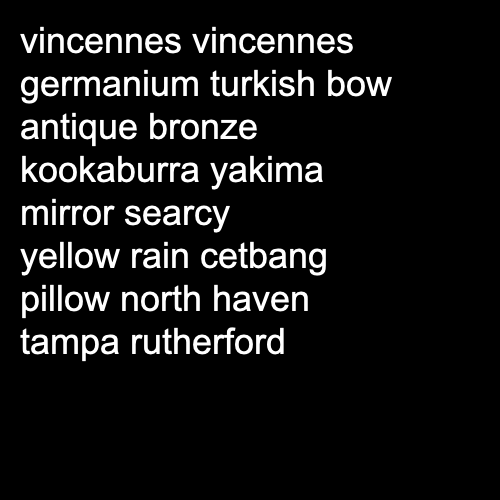 vincennes vincennes
germanium turkish bow
antique bronze
kookaburra yakima
mirror searcy
yellow rain cetbang
pillow north haven
tampa rutherford